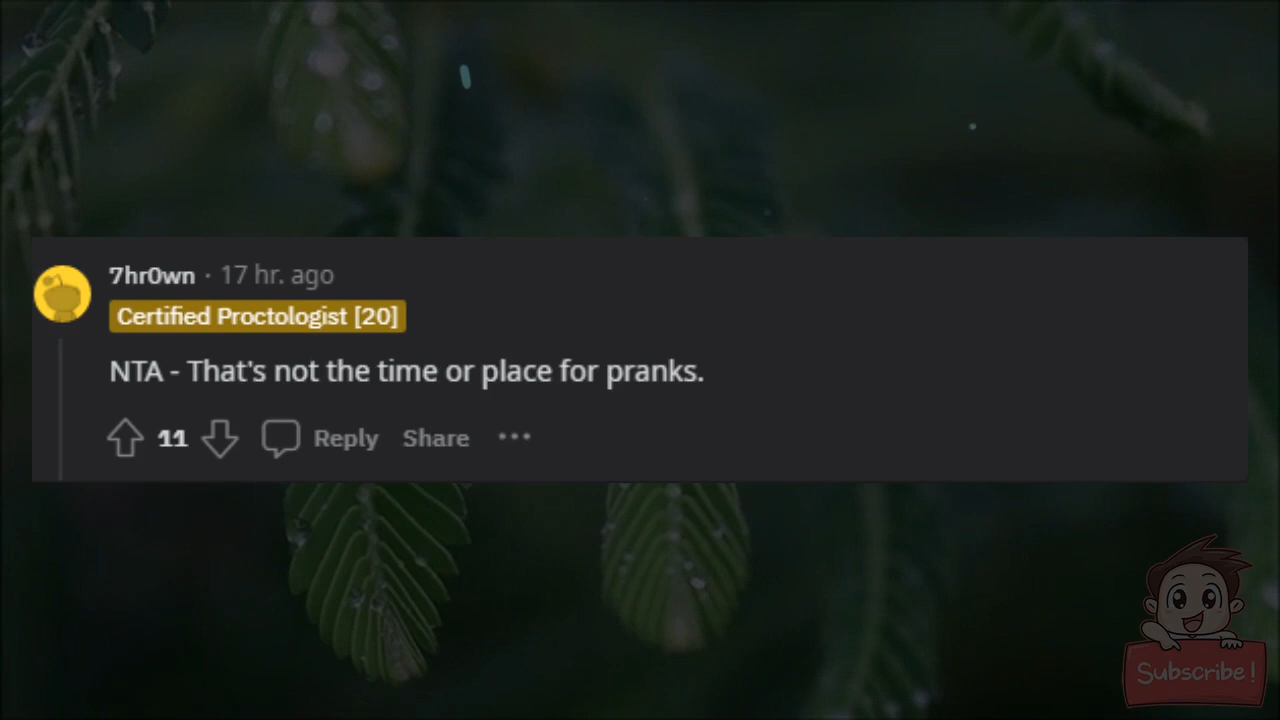 7hr0wn · 17 hr. ago
Certified Proctologist [20]
NTA - That's not the time or place for pranks.
11 Reply Share ...
Subscribe!